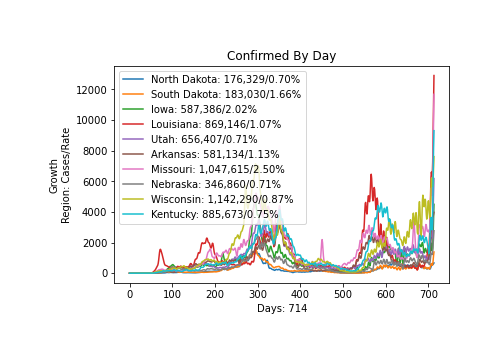 Confirmed By Day
Growth
Region: Cases/Rate
12000
10000
8000
6000
4000
2000
0
North Dakota: 176,329/0.70%
South Dakota: 183,030/1.66%
Iowa: 587,386/2.02%
Louisiana: 869,146/1.07%
Utah: 656,407/0.71%
Arkansas: 581,134/1.13%
Missouri: 1,047,615/2.50%
Nebraska: 346,860/0.71%
Wisconsin: 1,142,290/0.87%
Kentucky: 885,673/0.75%
0 100 200 300 400 500 600 700
Days: 714